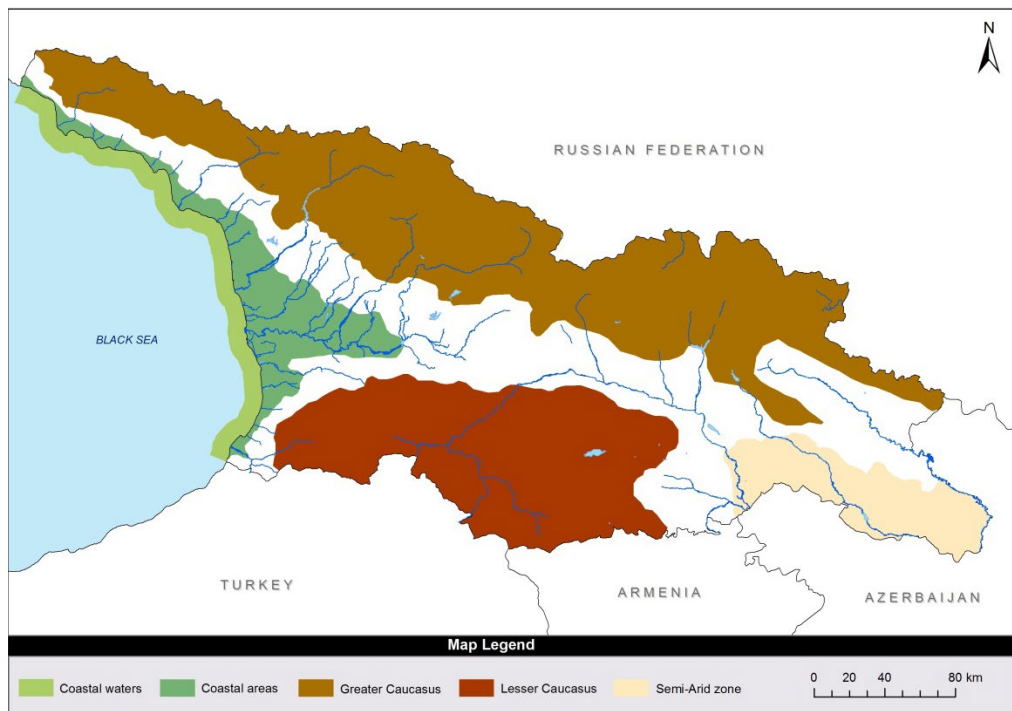 N
RUSSIAN FEDERATION
BLACK SEA
TURKEY
ARMENIA
AZERBAIJAN
Map Legend
Coastal waters
Coastal areas
Greater Caucasus
Lesser Caucasus
Semi-Arid zone
0 20 40 80 km